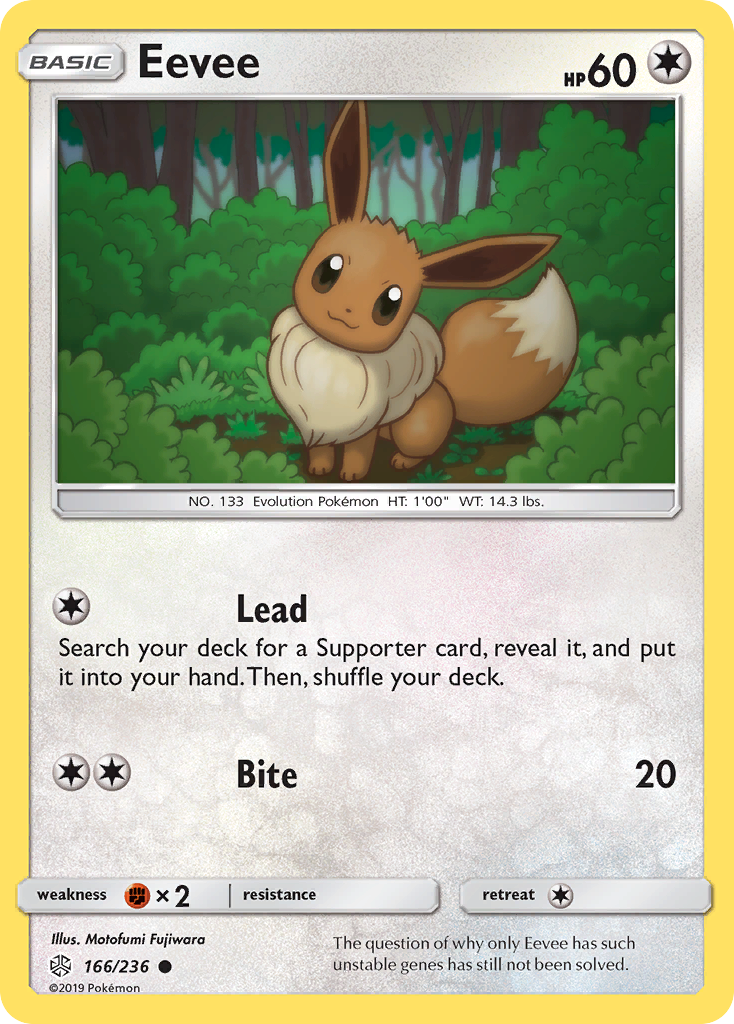 BASIC Eevee HP60
NO. 133 Evolution Pokémon HT: 1'00" WT: 14.3 lbs.
Lead
Search your deck for a Supporter card, reveal it, and put
it into your hand. Then, shuffle your deck.
Bite 20
weakness × 2 resistance retreat
Illus. Motofumi Fujiwara
166/236
©2019 Pokémon
The question of why only Eevee has such
unstable genes has still not been solved.